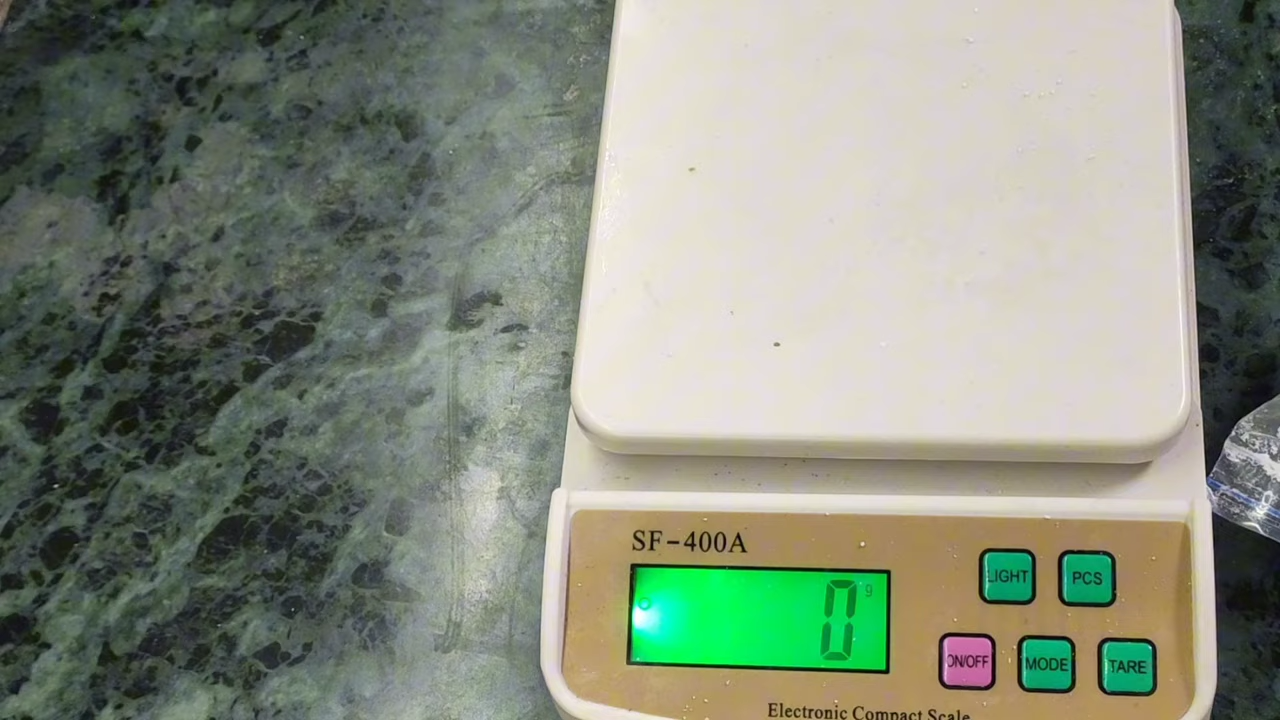 SF-400A
0 g
LIGHT
PCS
ON/OFF
MODE
TARE
Electronic Compact Scale